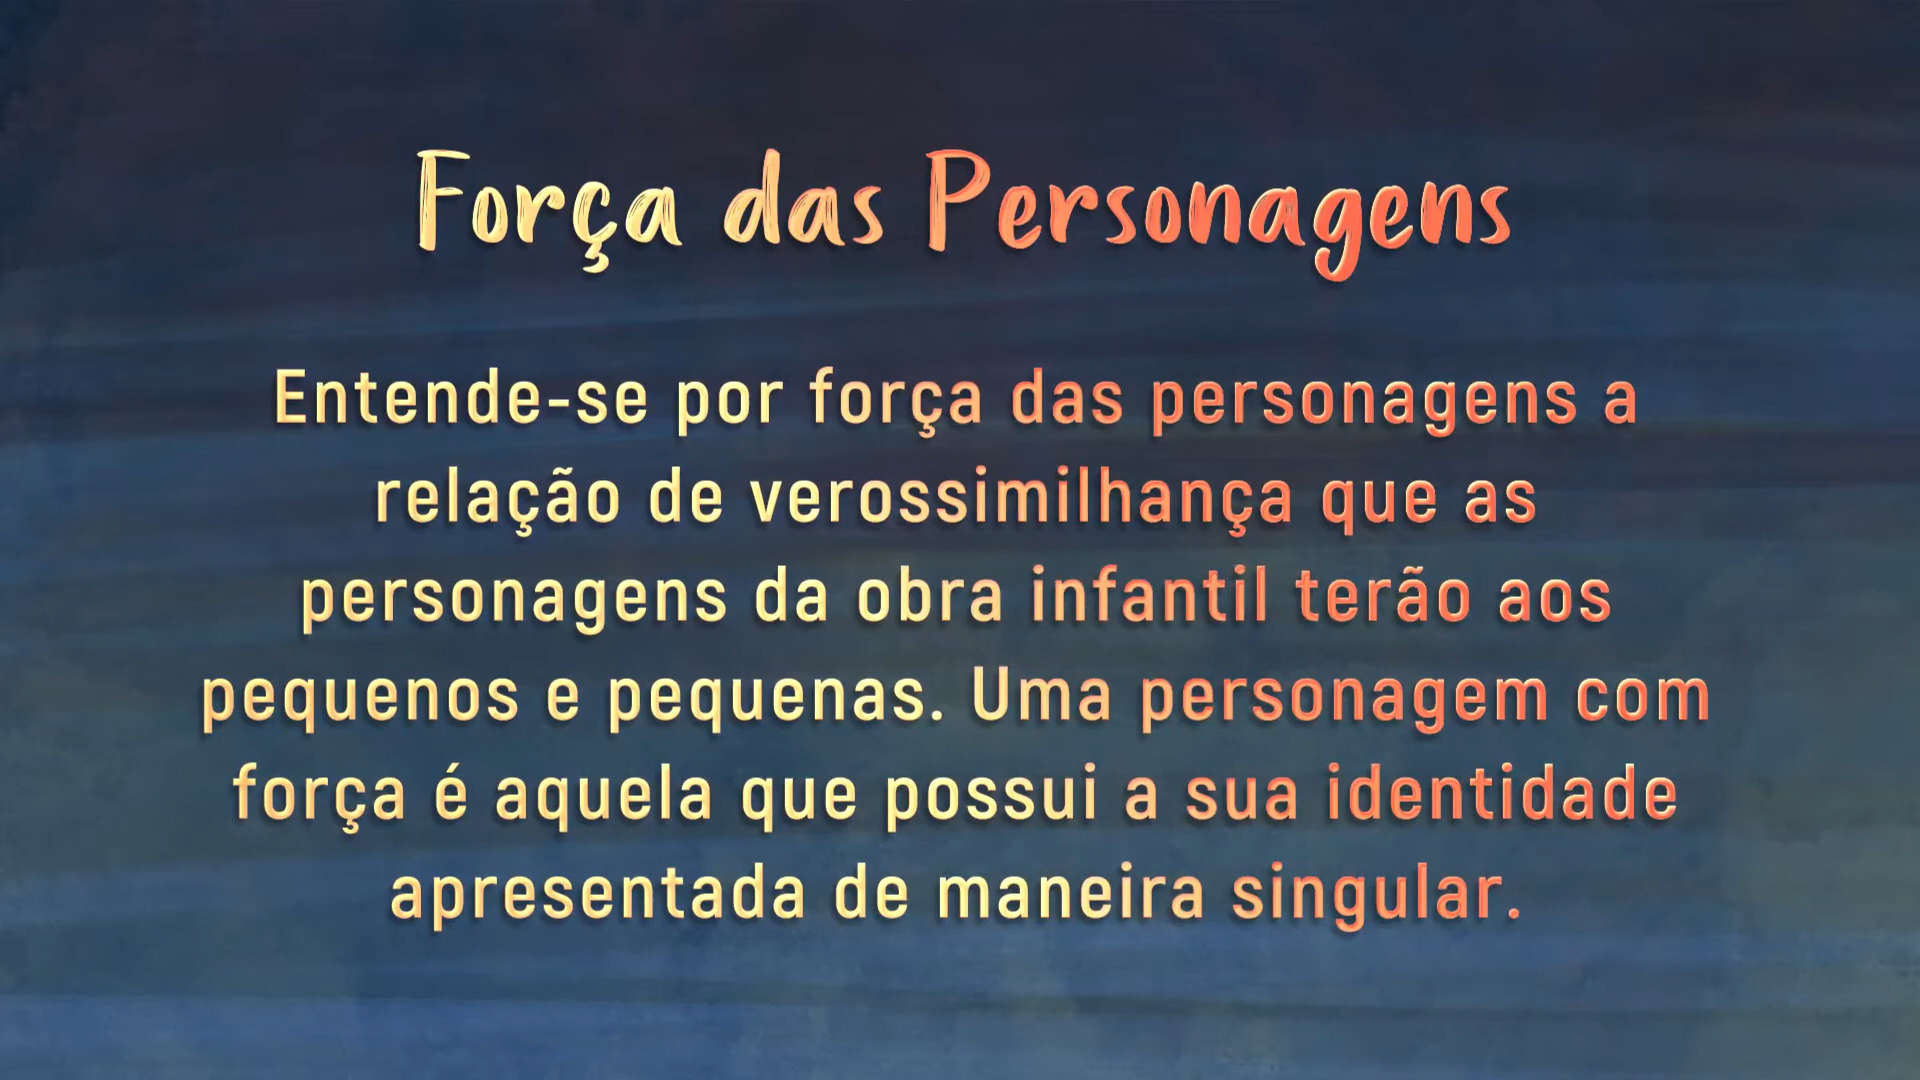 Força das Personagens
Entende-se por força das personagens a
relação de verossimilhança que as
personagens da obra infantil terão aos
pequenos e pequenas. Uma personagem com
força é aquela que possui a sua identidade
apresentada de maneira singular.